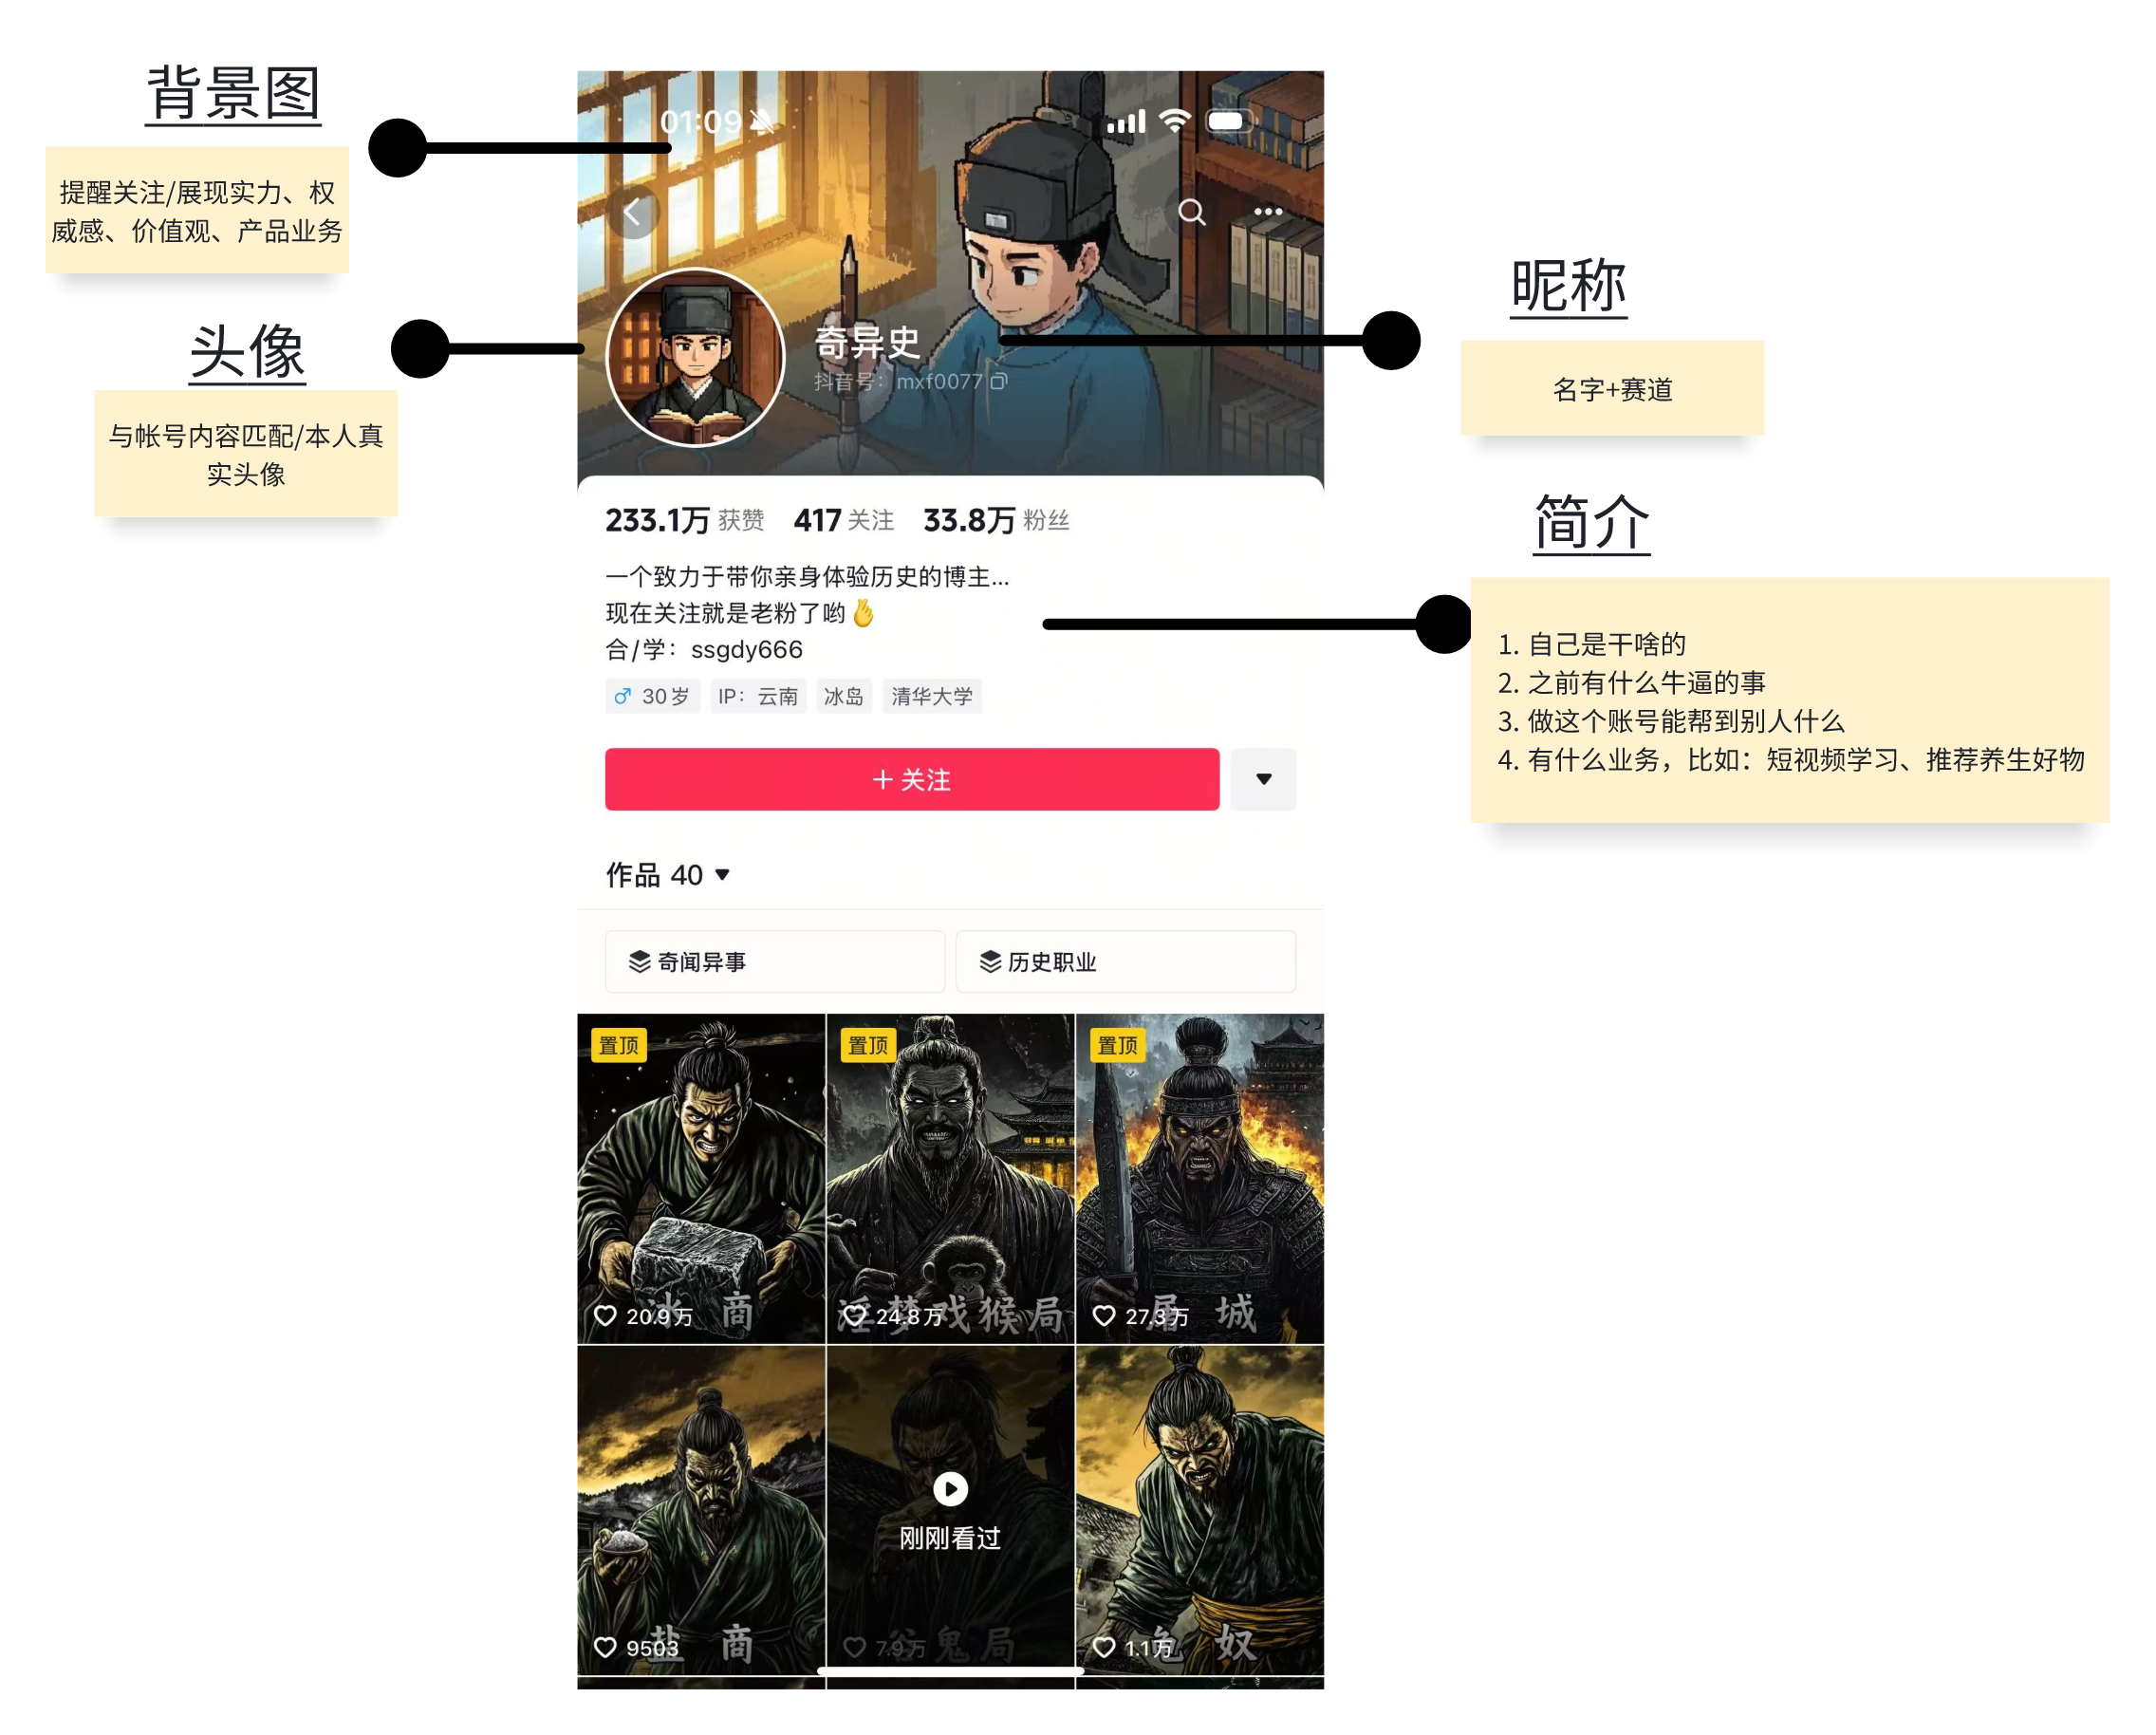 背景图
提醒关注/展现实力、权
威感、价值观、产品业务
头像
与帐号内容匹配/本人真
实头像
01:09
奇异史
抖音号：mxf0077
昵称
名字+赛道
233.1万 获赞 417 关注 33.8万 粉丝
一个致力于带你亲身体验历史的博主...
现在关注就是老粉了哟
合/学：ssgdy666
♂ 30岁 IP：云南 冰岛 清华大学
简介
1. 自己是干啥的
2. 之前有什么牛逼的事
3. 做这个账号能帮到别人什么
4. 有什么业务，比如：短视频学习、推荐养生好物
+ 关注
作品 40
奇闻异事 历史职业
置顶 置顶 置顶
冰商 淫梦戏猴局 屠城
20.9万 24.8万 27.3万
刚刚看过
盐商 鬼局 龟奴
9503 7.9万 1.1万